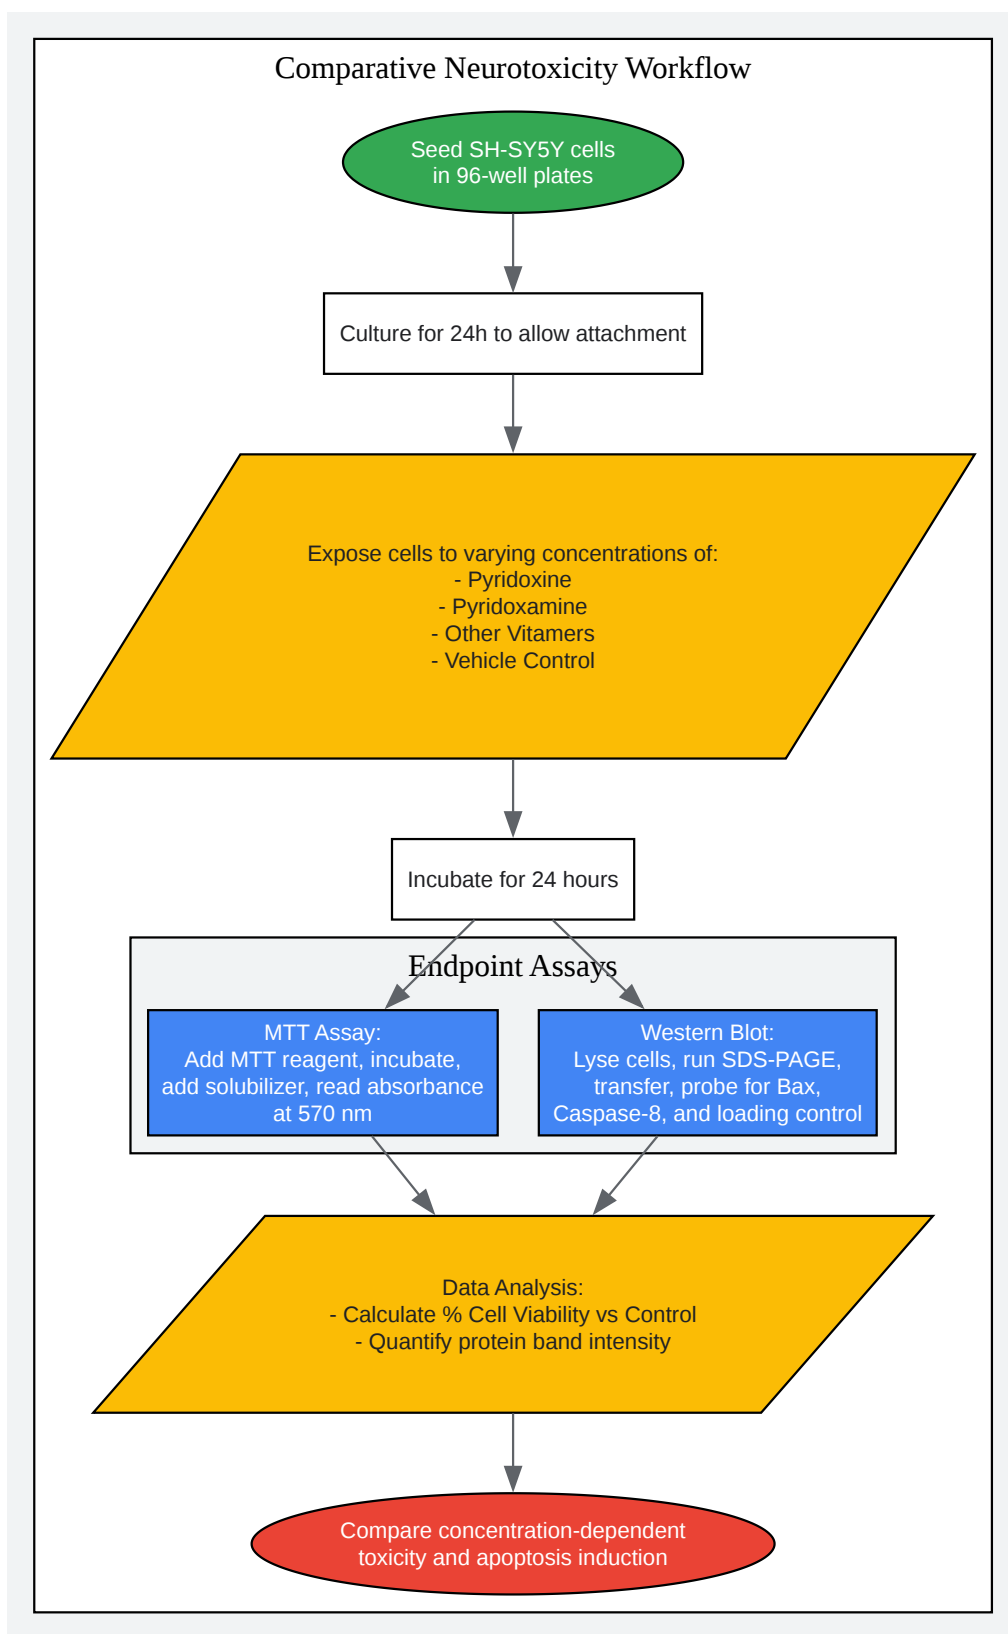 Comparative Neurotoxicity Workflow
Seed SH-SY5Y cells
in 96-well plates
Culture for 24h to allow attachment
Expose cells to varying concentrations of:
- Pyridoxine
- Pyridoxamine
- Other Vitamers
- Vehicle Control
Incubate for 24 hours
Endpoint Assays
MTT Assay:
Add MTT reagent, incubate,
add solubilizer, read absorbance
at 570 nm
Western Blot:
Lyse cells, run SDS-PAGE,
transfer, probe for Bax,
Caspase-8, and loading control
Data Analysis:
- Calculate % Cell Viability vs Control
- Quantify protein band intensity
Compare concentration-dependent
toxicity and apoptosis induction